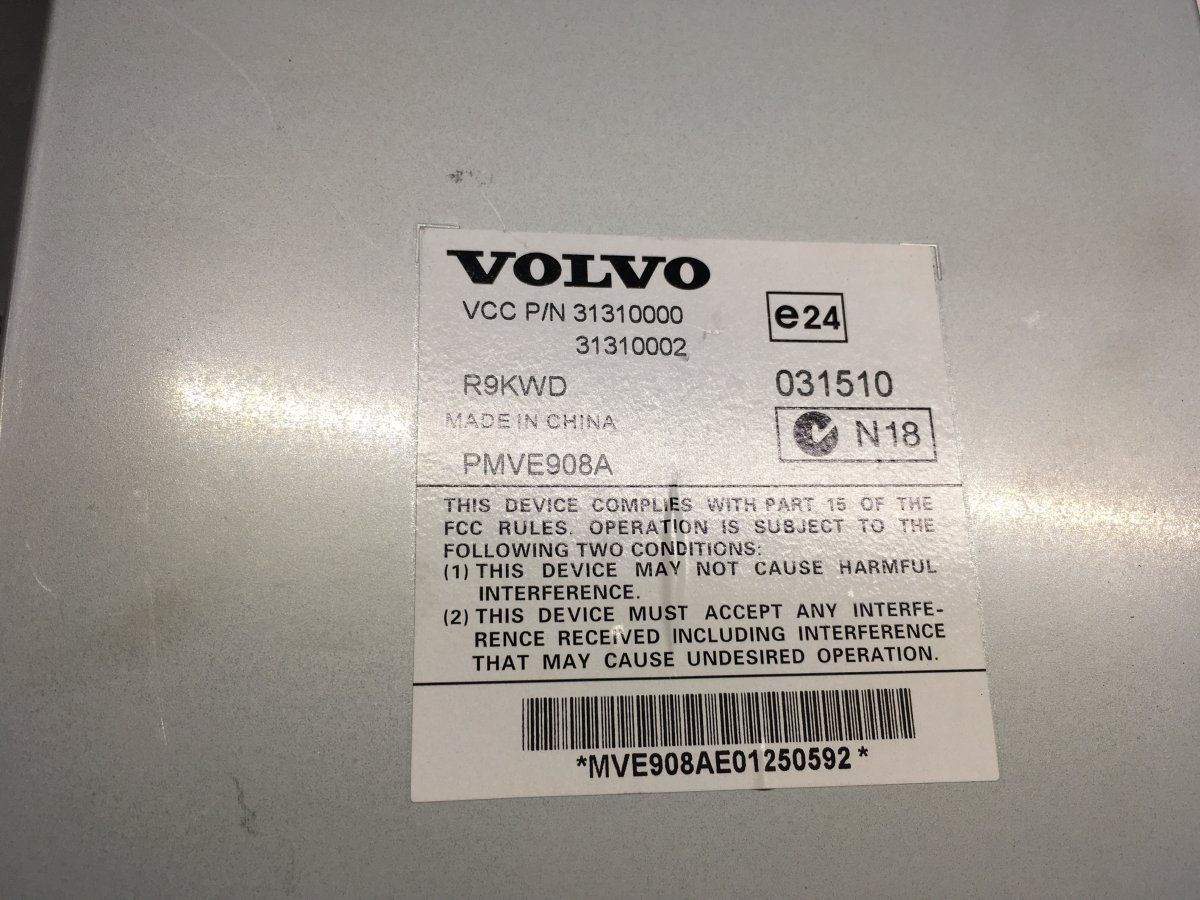 VOLVO
VCC P/N 31310000
31310002
e24
R9KWD
031510
MADE IN CHINA
N18
PMVE908A
THIS DEVICE COMPLIES WITH PART 15 OF THE
FCC RULES. OPERATION IS SUBJECT TO THE
FOLLOWING TWO CONDITIONS:
(1) THIS DEVICE MAY NOT CAUSE HARMFUL
INTERFERENCE.
(2) THIS DEVICE MUST ACCEPT ANY INTERFE-
RENCE RECEIVED INCLUDING INTERFERENCE
THAT MAY CAUSE UNDESIRED OPERATION.
*MVE908AE01250592*